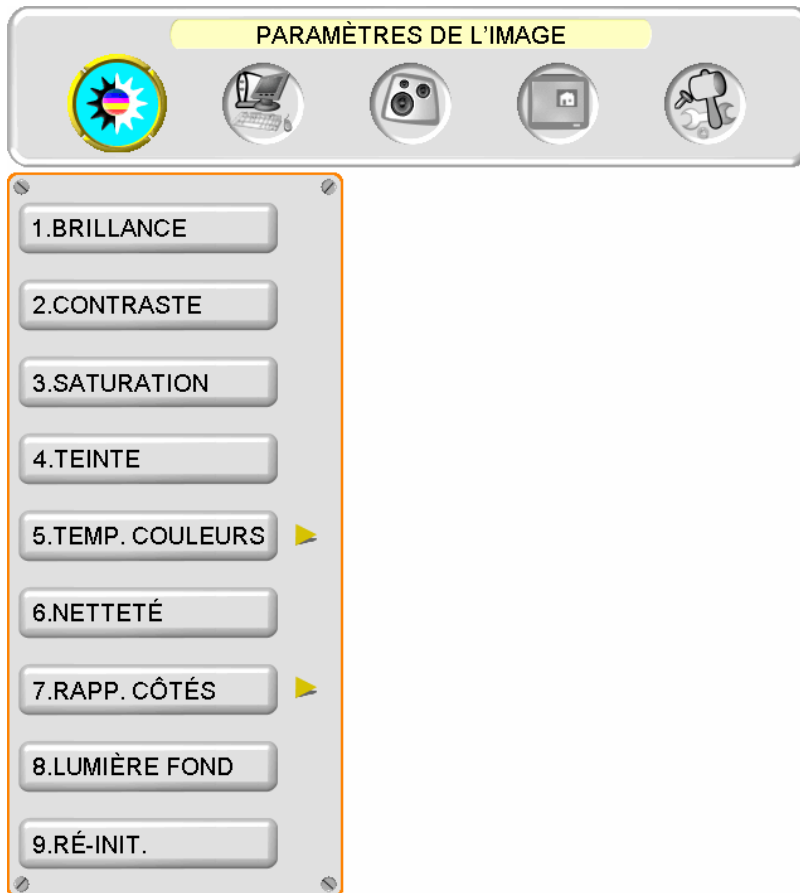 PARAMÈTRES DE L'IMAGE
1.BRILLANCE
2.CONTRASTE
3.SATURATION
4.TEINTE
5.TEMP. COULEURS
6.NETTETÉ
7.RAPP. CÔTÉS
8.LUMIÈRE FOND
9.RÉ-INIT.